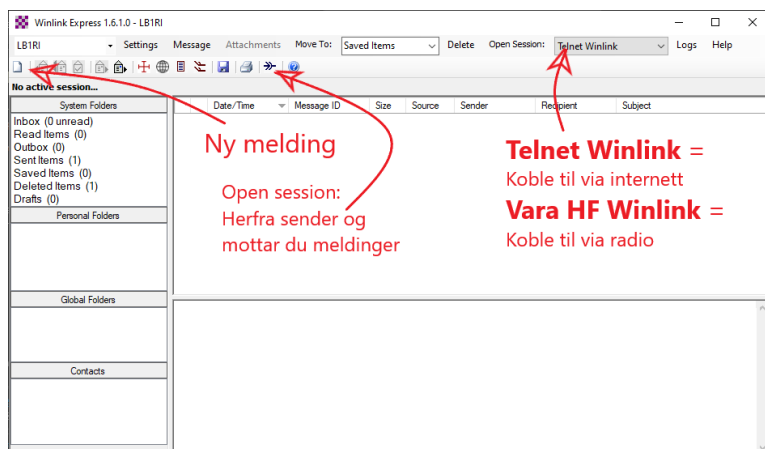 Winlink Express 1.6.1.0 - LB1RI
LB1RI Settings Message Attachments Move To: Saved Items Delete Open Session: Telnet Winlink Logs Help
No active session...
System Folders
Inbox (0 unread)
Read Items (0)
Outbox (0)
Sent Items (1)
Saved Items (0)
Deleted Items (1)
Drafts (0)
Personal Folders
Global Folders
Contacts
Date/Time Message ID Size Source Sender Recipient Subject
Ny melding
Open session:
Herfra sender og
mottar du meldinger
Telnet Winlink =
Koble til via internett
Vara HF Winlink =
Koble til via radio